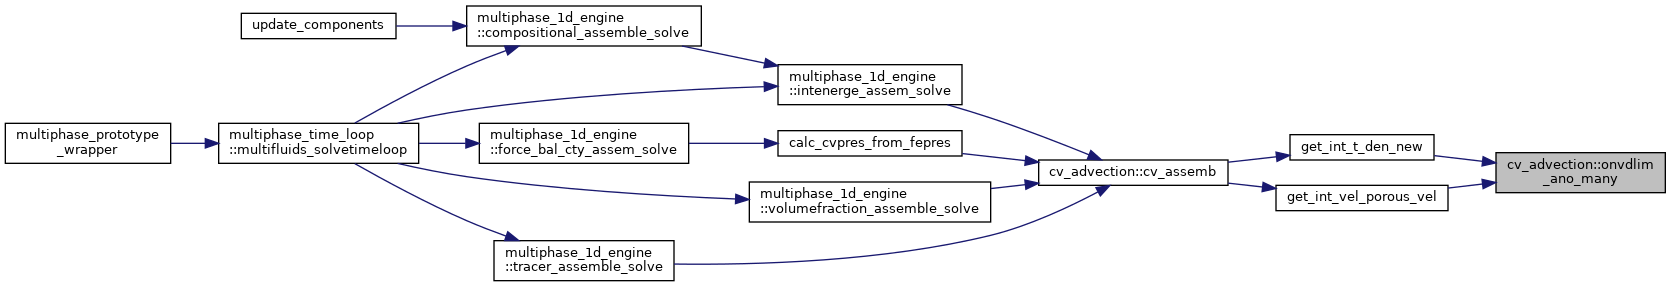 update_components
multiphase_1d_engine
::compositional_assemble_solve
multiphase_1d_engine
::intenerge_assem_solve
multiphase_prototype
_wrapper
multiphase_time_loop
::multifluids_solvetimeloop
multiphase_1d_engine
::force_bal_cty_assem_solve
calc_cvpres_from_fepres
multiphase_1d_engine
::volumefraction_assemble_solve
multiphase_1d_engine
::tracer_assemble_solve
cv_advection::cv_assemb
get_int_t_den_new
get_int_vel_porous_vel
cv_advection::onvdlim
_ano_many